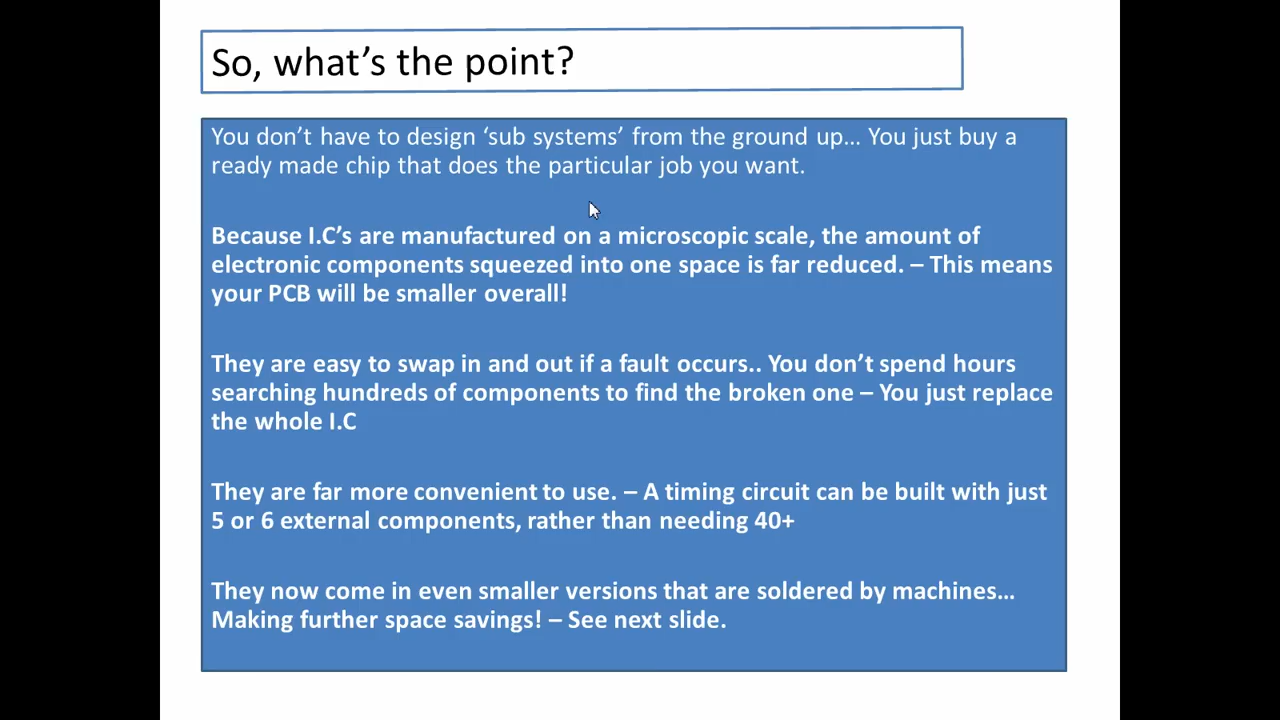 So, what's the point?
You don't have to design ‘sub systems’ from the ground up... You just buy a
ready made chip that does the particular job you want.
Because I.C's are manufactured on a microscopic scale, the amount of
electronic components squeezed into one space is far reduced. – This means
your PCB will be smaller overall!
They are easy to swap in and out if a fault occurs.. You don't spend hours
searching hundreds of components to find the broken one – You just replace
the whole I.C
They are far more convenient to use. – A timing circuit can be built with just
5 or 6 external components, rather than needing 40+
They now come in even smaller versions that are soldered by machines...
Making further space savings! – See next slide.